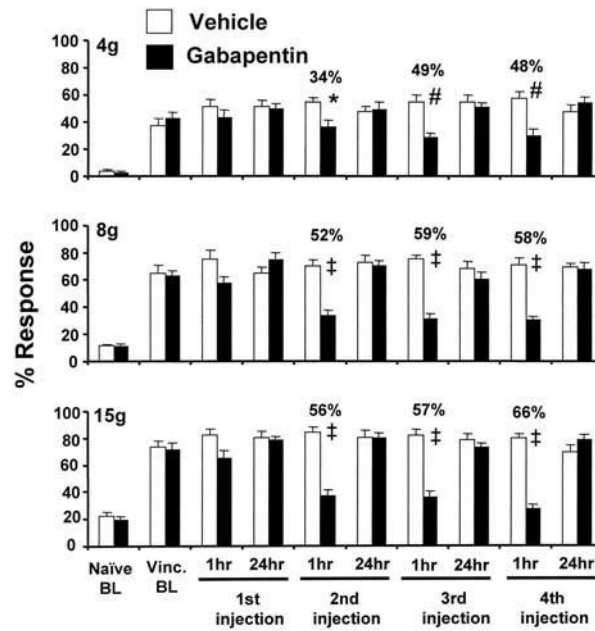 Vehicle
Gabapentin
% Response
4g
100
80
60
40
20
0
34%
*
49%
#
48%
#
8g
100
80
60
40
20
0
52%
‡
59%
‡
58%
‡
15g
100
80
60
40
20
0
56%
‡
57%
‡
66%
‡
Naïve BL
Vinc. BL
1hr 24hr 1hr 24hr 1hr 24hr 1hr 24hr
1st injection
2nd injection
3rd injection
4th injection